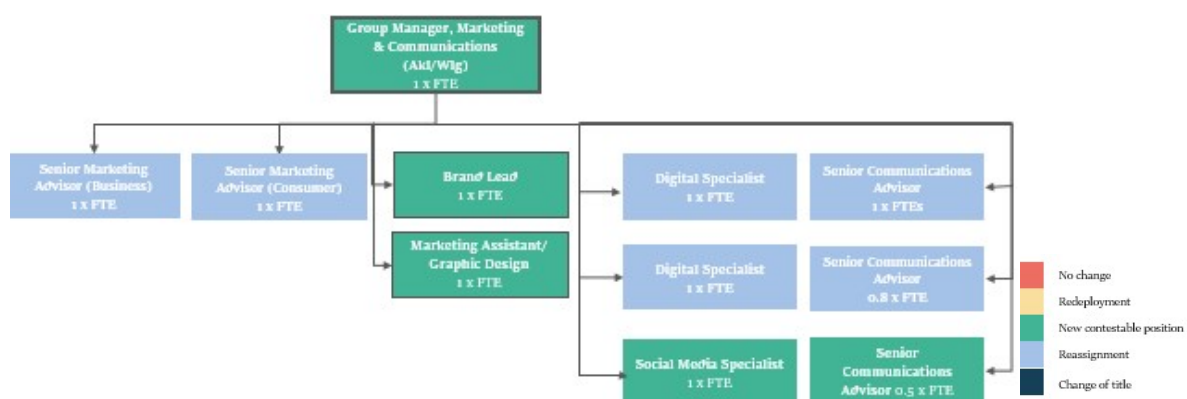 Group Manager, Marketing
& Communications
(Akl/Wlg)
1 x FTE
Senior Marketing
Advisor (Business)
1 x FTE
Senior Marketing
Advisor (Consumer)
1 x FTE
Brand Lead
1 x FTE
Marketing Assistant/
Graphic Design
1 x FTE
Digital Specialist
1 x FTE
Senior Communications
Advisor
1 x FTEs
Digital Specialist
1 x FTE
Senior Communications
Advisor
0.8 x FTE
Social Media Specialist
1 x FTE
Senior
Communications
Advisor 0.5 x FTE
No change
Redeployment
New contestable position
Reassignment
Change of title